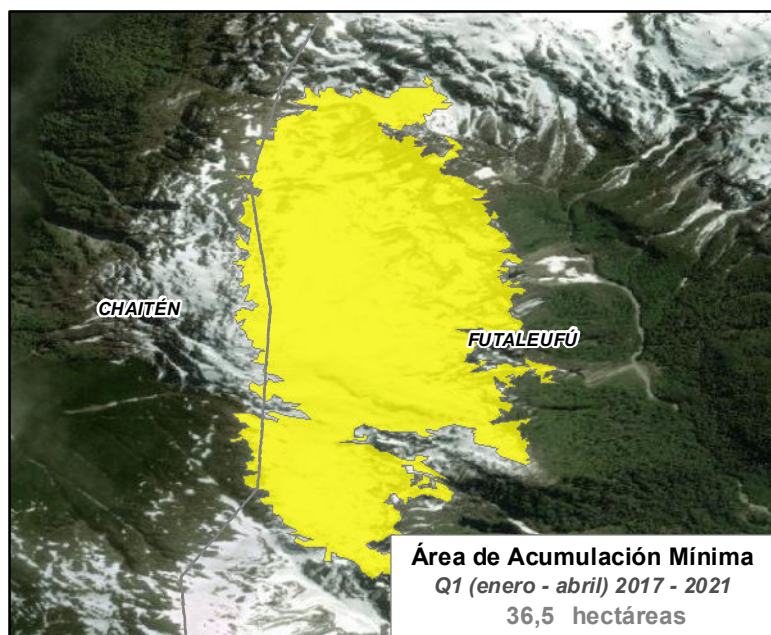 CHAITÉN
FUTALEUFÚ
Área de Acumulación Mínima
Q1 (enero - abril) 2017 - 2021
36,5 hectáreas